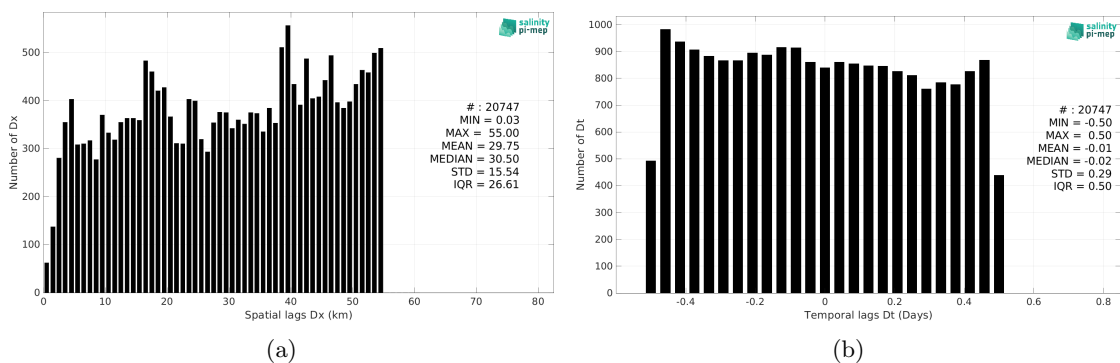 salinity
pi-mep
500
400
300
200
100
0
Number of Dx
# : 20747
MIN = 0.03
MAX = 55.00
MEAN = 29.75
MEDIAN = 30.50
STD = 15.54
IQR = 26.61
0 10 20 30 40 50 60 70 80
Spatial lags Dx (km)
(a)
salinity
pi-mep
1000
900
800
700
600
500
400
300
200
100
0
Number of Dt
# : 20747
MIN = -0.50
MAX = 0.50
MEAN = -0.01
MEDIAN = -0.02
STD = 0.29
IQR = 0.50
-0.4 -0.2 0 0.2 0.4 0.6 0.8
Temporal lags Dt (Days)
(b)